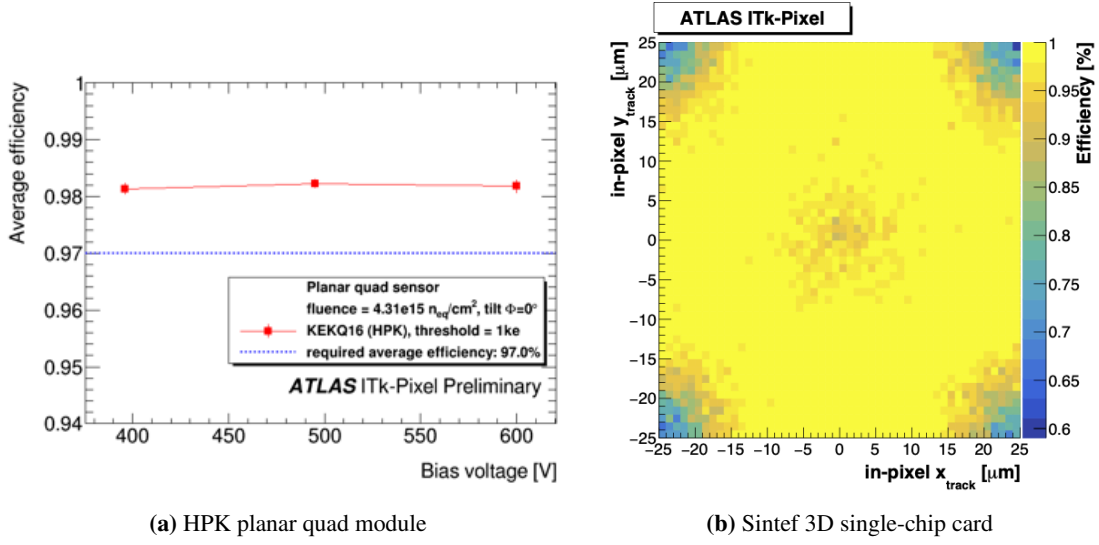 1
0.99
0.98
0.97
0.96
0.95
0.94
Average efficiency
400
450
500
550
600
Bias voltage [V]
Planar quad sensor
fluence = 4.31e15 n_eq/cm², tilt Φ=0°
KEKQ16 (HPK), threshold = 1ke
required average efficiency: 97.0%
ATLAS ITk-Pixel Preliminary
(a) HPK planar quad module
ATLAS ITk-Pixel
in-pixel y_track [μm]
25
20
15
10
5
0
−5
−10
−15
−20
−25
−25 −20 −15 −10 −5 0 5 10 15 20 25
in-pixel x_track [μm]
1
0.95
0.9
0.85
0.8
0.75
0.7
0.65
0.6
Efficiency [%]
(b) Sintef 3D single-chip card